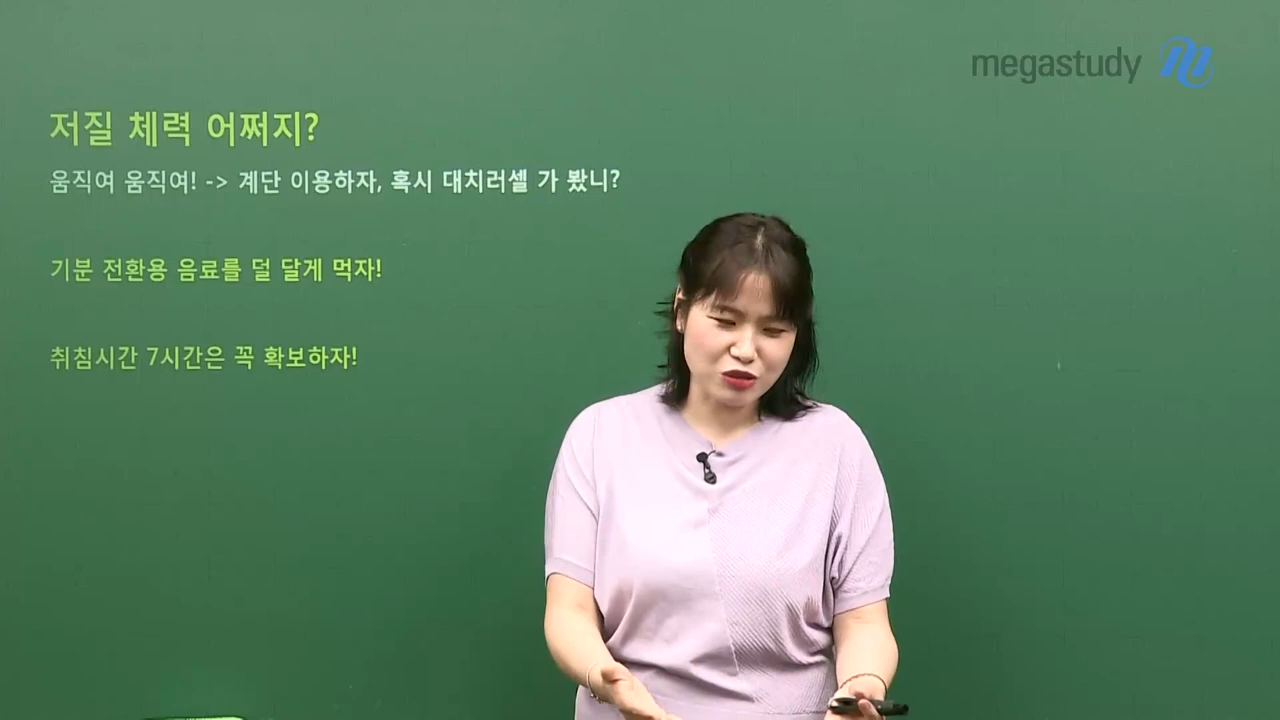 megastudy
저질 체력 어쩌지?
움직여 움직여! -> 계단 이용하자, 혹시 대치러셀 가 봤니?
기분 전환용 음료를 덜 달게 먹자!
취침시간 7시간은 꼭 확보하자!